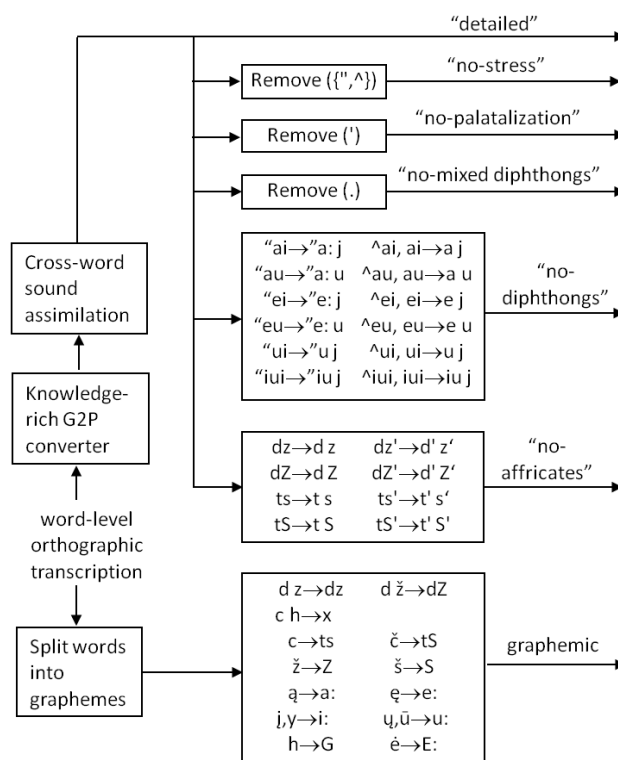 “detailed”
Remove ({",^})
“no-stress”
Remove (')
“no-palatalization”
Remove (.)
“no-mixed diphthongs”
Cross-word
sound
assimilation
“ai→”a: j ^ai, ai→a j
“au→”a: u ^au, au→a u
“ei→”e: j ^ei, ei→e j
“eu→”e: u ^eu, eu→e u
“ui→”u j ^ui, ui→u j
“iui→”iu j ^iui, iui→iu j
“no-
diphthongs”
Knowledge-
rich G2P
converter
dz→d z dz'→d' z‘
dZ→d Z dZ'→d' Z‘
ts→t s ts'→t' s‘
tS→t S tS'→t' S'
“no-
affricates”
word-level
orthographic
transcription
Split words
into
graphemes
d z→dz d ž→dZ
c h→x
c→ts č→tS
ž→Z š→S
ą→a: ę→e:
į,y→i: ų,ū→u:
h→G ė→E:
graphemic